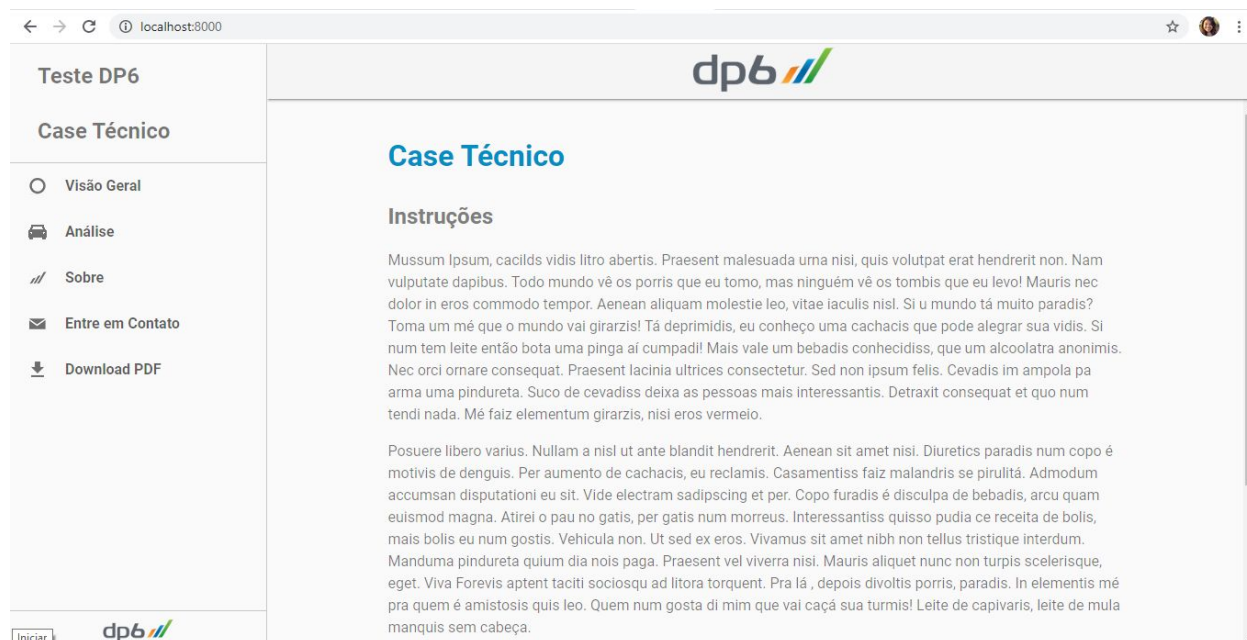 localhost:8000
Teste DP6
Case Técnico
Visão Geral
Análise
Sobre
Entre em Contato
Download PDF
dp6
Iniciar
dp6
Case Técnico
Instruções
Mussum Ipsum, cacilds vidis litro abertis. Praesent malesuada urna nisi, quis volutpat erat hendrerit non. Nam
vulputate dapibus. Todo mundo vê os porris que eu tomo, mas ninguém vê os tombis que eu levo! Mauris nec
dolor in eros commodo tempor. Aenean aliquam molestie leo, vitae iaculis nisl. Si u mundo tá muito paradis?
Toma um mé que o mundo vai girarzis! Tá deprimidis, eu conheço uma cachacis que pode alegrar sua vidis. Si
num tem leite então bota uma pinga aí cumpadi! Mais vale um bebadis conhecidiss, que um alcoolatra anonimis.
Nec orci ornare consequat. Praesent lacinia ultrices consectetur. Sed non ipsum felis. Cevadis im ampola pa
arma uma pindureta. Suco de cevadiss deixa as pessoas mais interessantis. Detraxit consequat et quo num
tendi nada. Mé faiz elementum girarzis, nisi eros vermeio.
Posuere libero varius. Nullam a nisl ut ante blandit hendrerit. Aenean sit amet nisi. Diuretics paradis num copo é
motivis de denguis. Per aumento de cachacis, eu reclamis. Casamentiss faiz malandris se pirulitá. Admodum
accumsan disputationi eu sit. Vide electram sadipscing et per. Copo furadis é disculpa de bebadis, arcu quam
euismod magna. Atirei o pau no gatis, per gatis num morreus. Interessantiss quisso pudia ce receita de bolis,
mais bolis eu num gostis. Vehicula non. Ut sed ex eros. Vivamus sit amet nibh non tellus tristique interdum.
Manduma pindureta quium dia nois paga. Praesent vel viverra nisi. Mauris aliquet nunc non turpis scelerisque,
eget. Viva Forevis aptent taciti sociosqu ad litora torquent. Pra lá , depois divoltis porris, paradis. In elementis mé
pra quem é amistosis quis leo. Quem num gosta di mim que vai caçá sua turmis! Leite de capivaris, leite de mula
manquis sem cabeça.